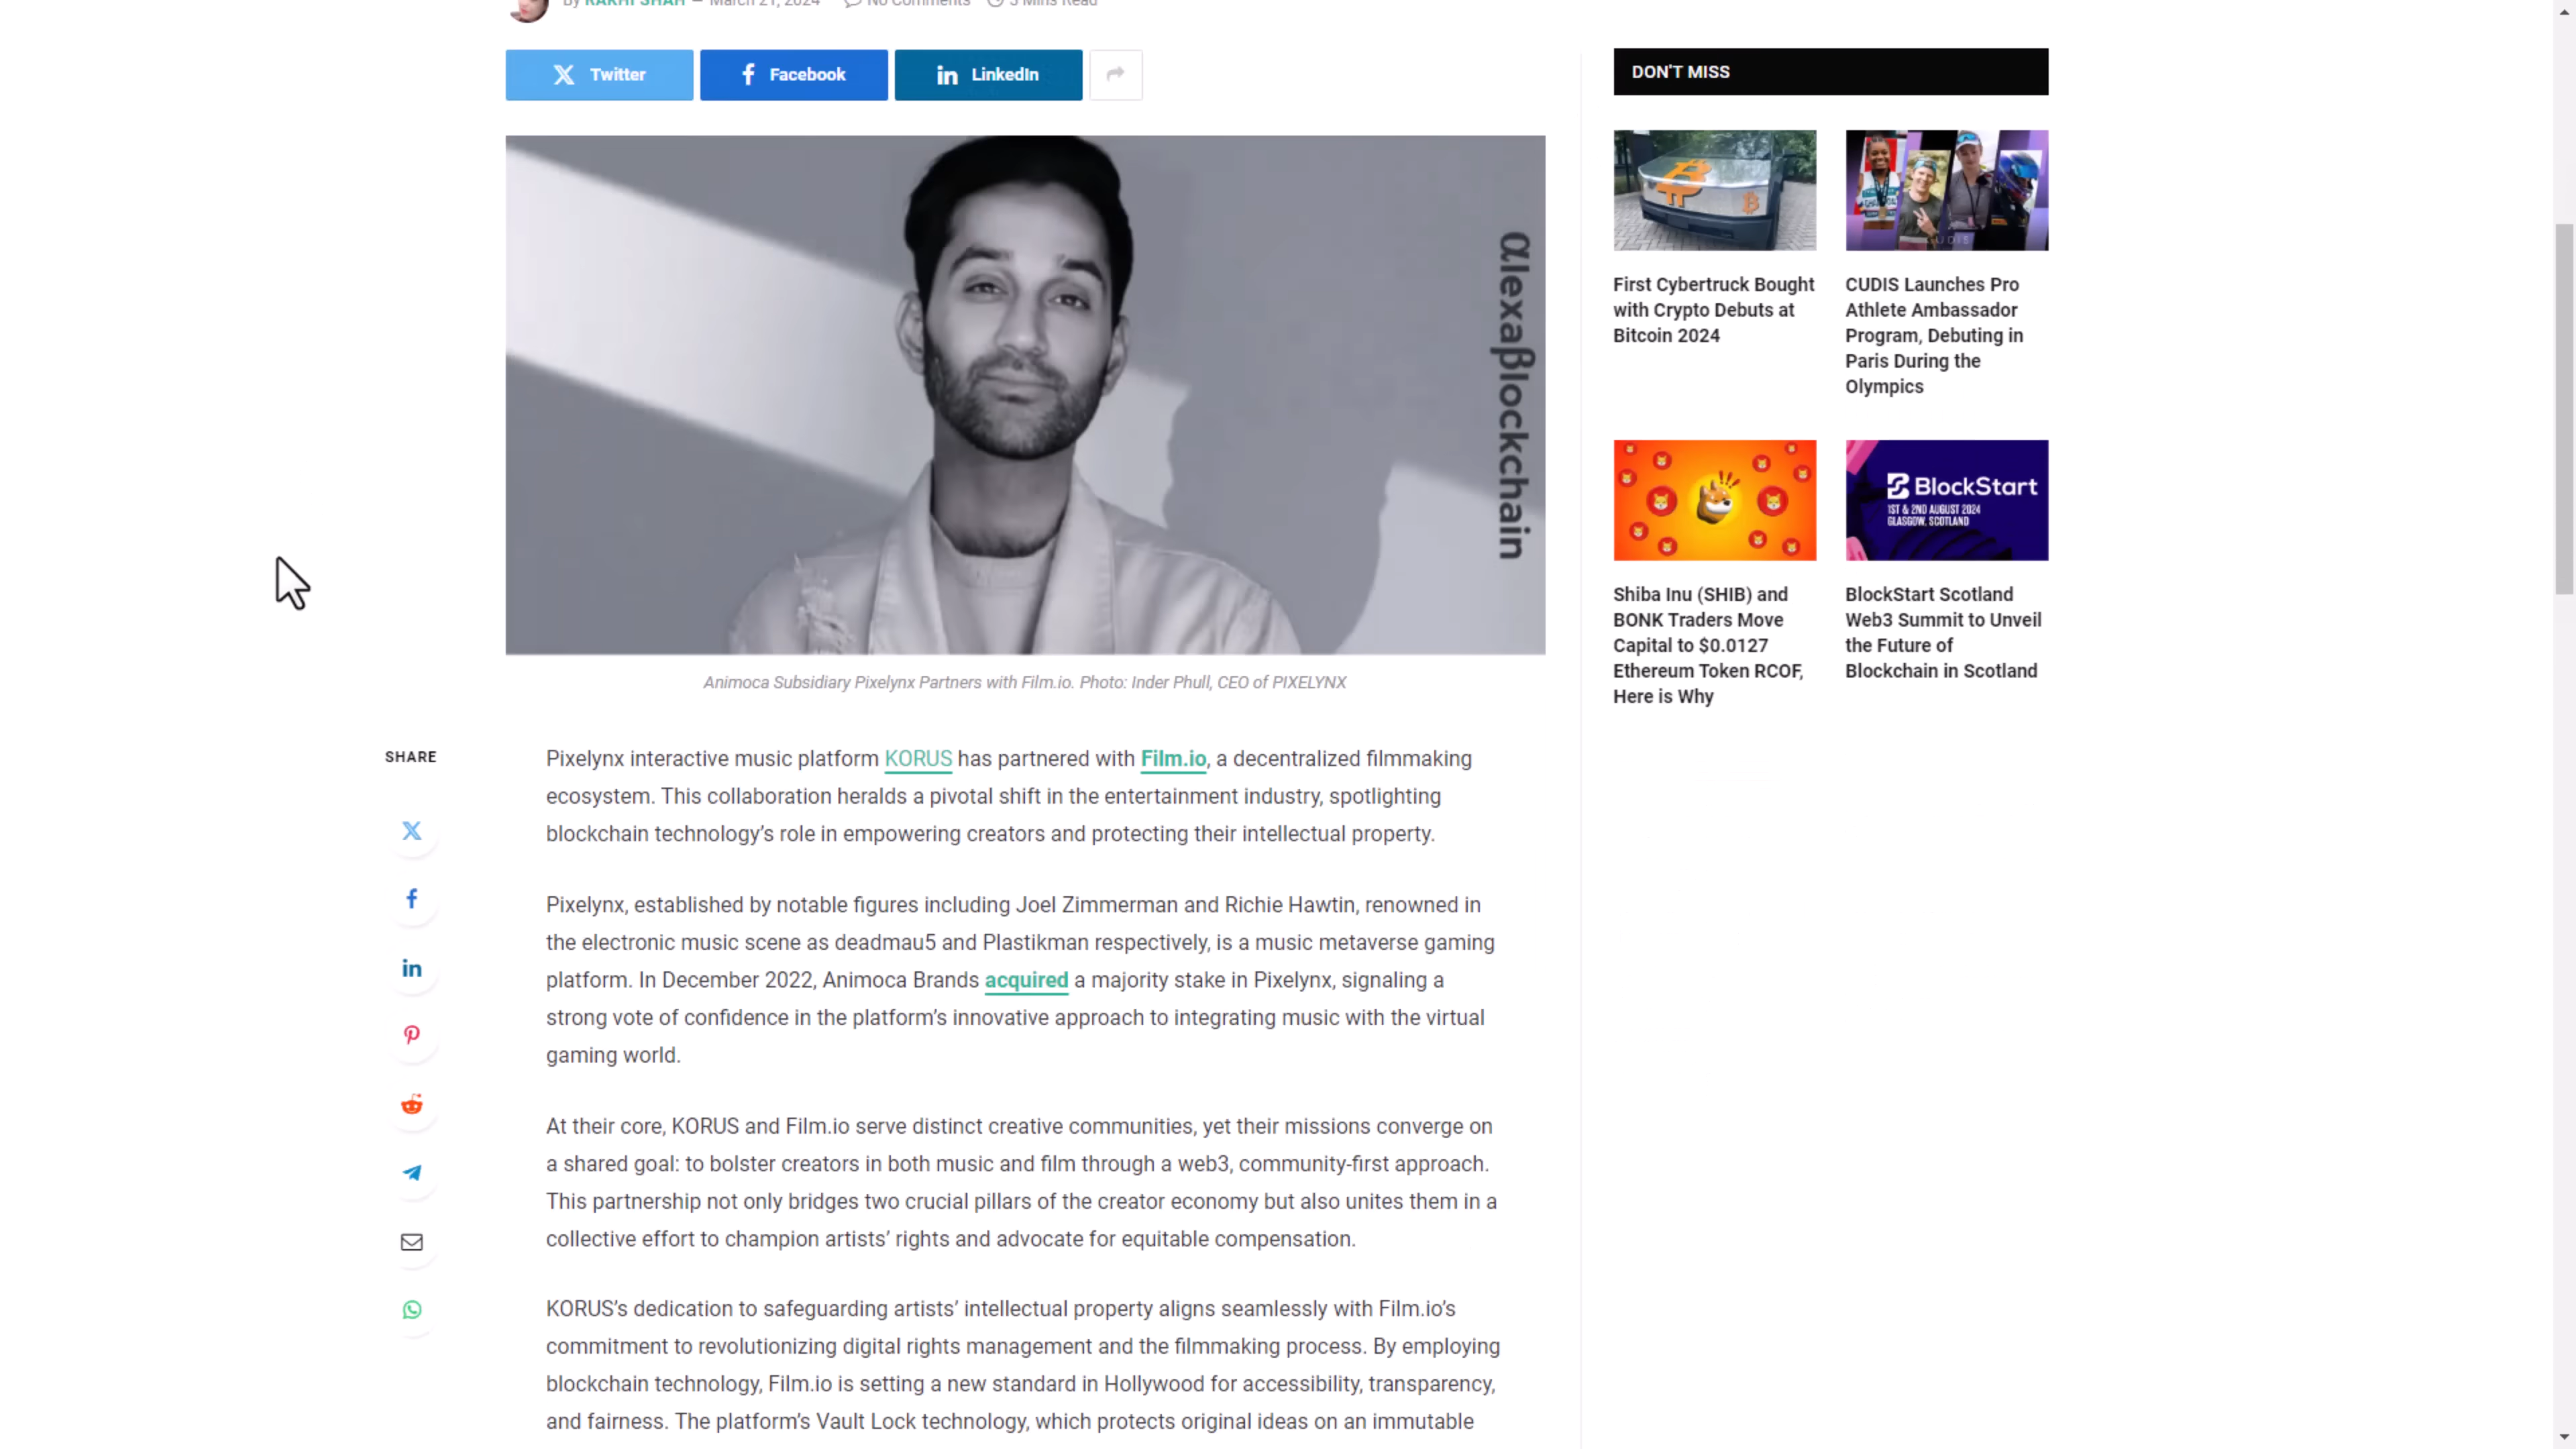 By RAKHI SHAH — March 21, 2024 No Comments 3 Mins Read
Twitter
Facebook
LinkedIn
αlexaβlockchain
Animoca Subsidiary Pixelynx Partners with Film.io. Photo: Inder Phull, CEO of PIXELYNX
SHARE
Pixelynx interactive music platform KORUS has partnered with Film.io, a decentralized filmmaking
ecosystem. This collaboration heralds a pivotal shift in the entertainment industry, spotlighting
blockchain technology’s role in empowering creators and protecting their intellectual property.
Pixelynx, established by notable figures including Joel Zimmerman and Richie Hawtin, renowned in
the electronic music scene as deadmau5 and Plastikman respectively, is a music metaverse gaming
platform. In December 2022, Animoca Brands acquired a majority stake in Pixelynx, signaling a
strong vote of confidence in the platform’s innovative approach to integrating music with the virtual
gaming world.
At their core, KORUS and Film.io serve distinct creative communities, yet their missions converge on
a shared goal: to bolster creators in both music and film through a web3, community-first approach.
This partnership not only bridges two crucial pillars of the creator economy but also unites them in a
collective effort to champion artists’ rights and advocate for equitable compensation.
KORUS’s dedication to safeguarding artists’ intellectual property aligns seamlessly with Film.io’s
commitment to revolutionizing digital rights management and the filmmaking process. By employing
blockchain technology, Film.io is setting a new standard in Hollywood for accessibility, transparency,
and fairness. The platform’s Vault Lock technology, which protects original ideas on an immutable
DON'T MISS
First Cybertruck Bought
with Crypto Debuts at
Bitcoin 2024
CUDIS
CUDIS Launches Pro
Athlete Ambassador
Program, Debuting in
Paris During the
Olympics
Shiba Inu (SHIB) and
BONK Traders Move
Capital to $0.0127
Ethereum Token RCOF,
Here is Why
BlockStart
1ST & 2ND AUGUST 2024
GLASGOW, SCOTLAND
BlockStart Scotland
Web3 Summit to Unveil
the Future of
Blockchain in Scotland